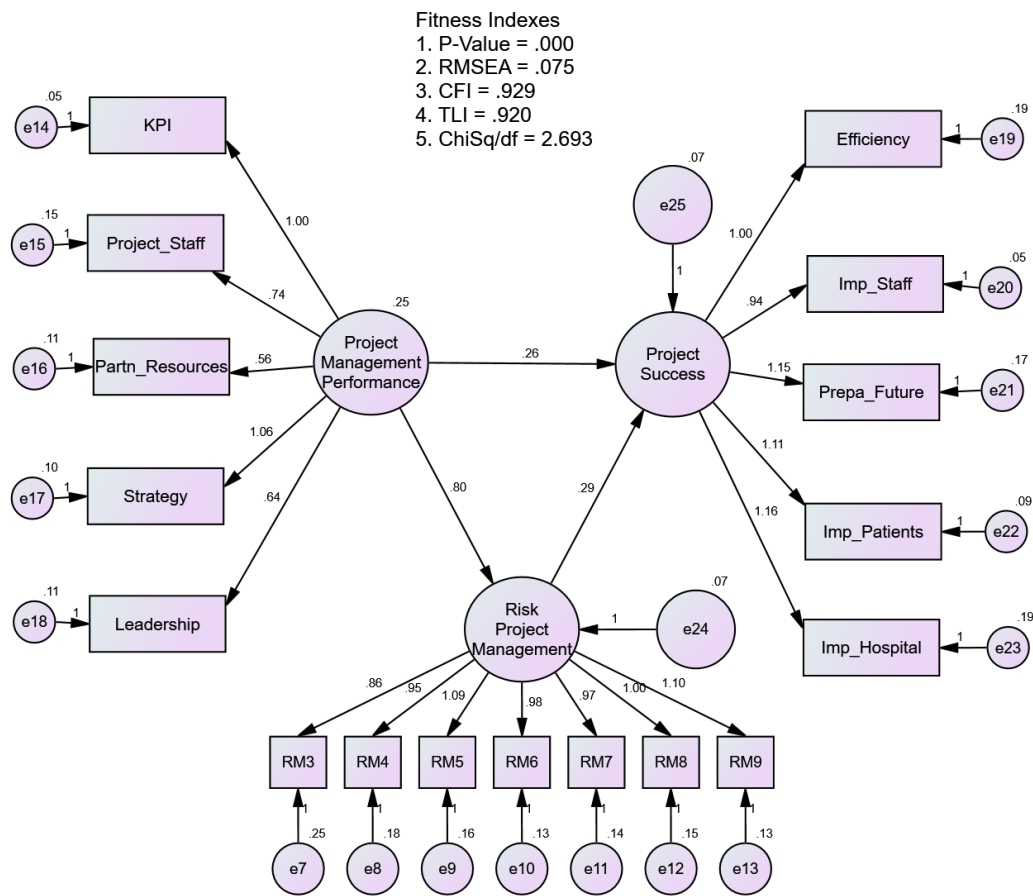 Fitness Indexes
1. P-Value = .000
2. RMSEA = .075
3. CFI = .929
4. TLI = .920
5. ChiSq/df = 2.693
.05
e14
1
KPI
.15
e15
1
Project_Staff
.11
e16
1
Partn_Resources
.10
e17
1
Strategy
.11
e18
1
Leadership
1.00
.74
.56
1.06
.64
.25
Project
Management
Performance
.26
.80
.07
e25
1
Project
Success
.29
1.00
.94
1.15
1.11
1.16
Efficiency
1
.19
e19
Imp_Staff
1
.05
e20
Prepa_Future
1
.17
e21
Imp_Patients
1
.09
e22
Imp_Hospital
1
.19
e23
Risk
Project
Management
1
.07
e24
.86
.95
1.09
.98
.97
1.00
1.10
RM3
RM4
RM5
RM6
RM7
RM8
RM9
1
1
1
1
1
1
1
.25
.18
.16
.13
.14
.15
.13
e7
e8
e9
e10
e11
e12
e13